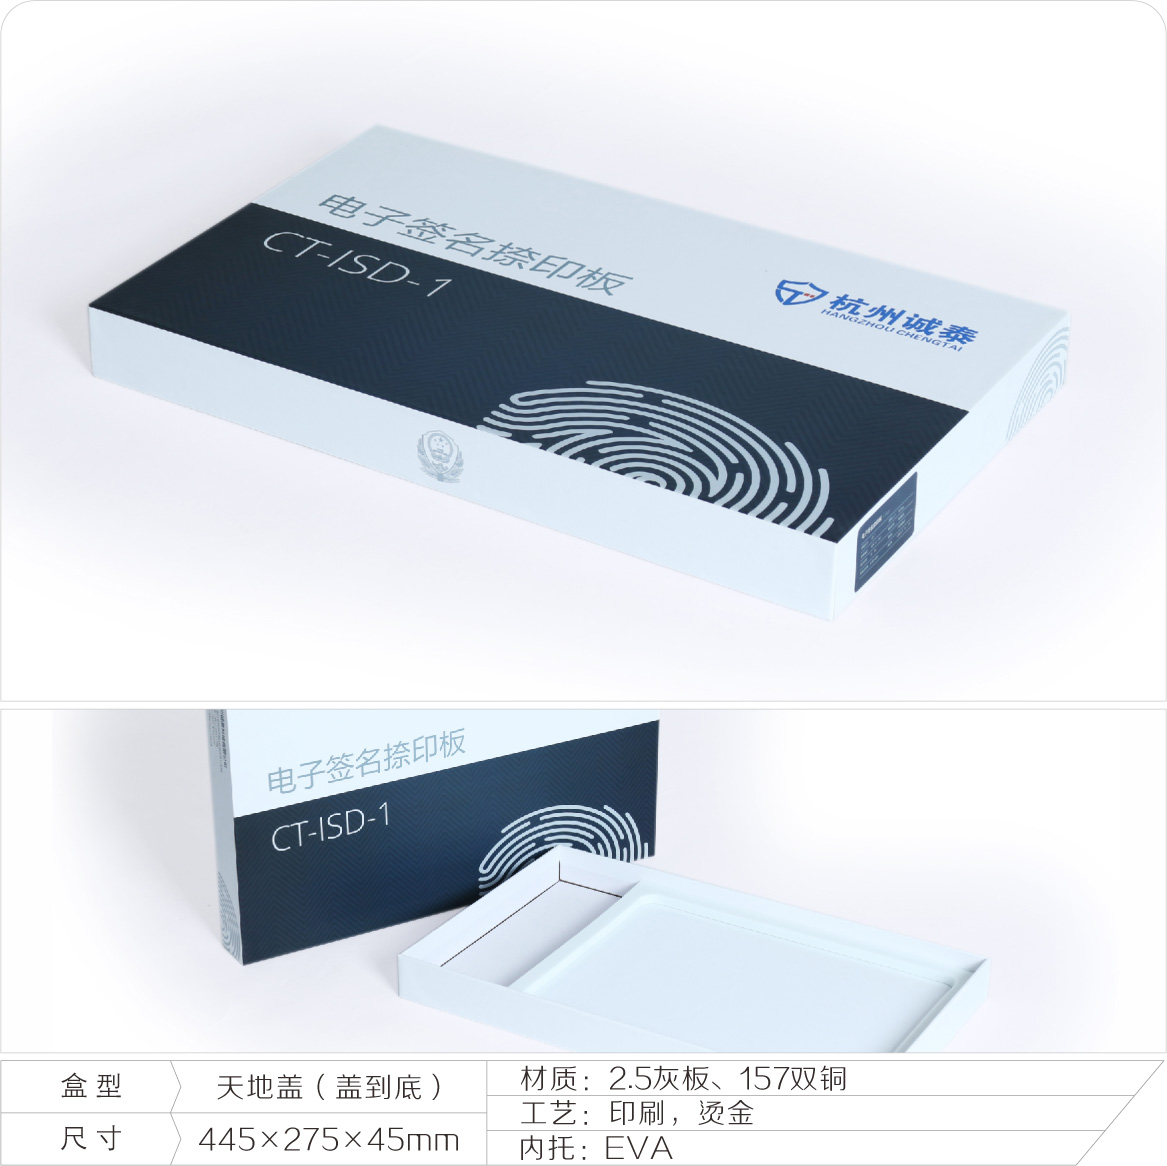 电子签名捺印板
CT-ISD-1
杭州诚泰
HANGZHOU CHENGTAI
电子签名捺印板
CT-ISD-1
盒型
天地盖（盖到底）
尺寸
445×275×45mm
材质：2.5灰板、157双铜
工艺：印刷，烫金
内托：EVA